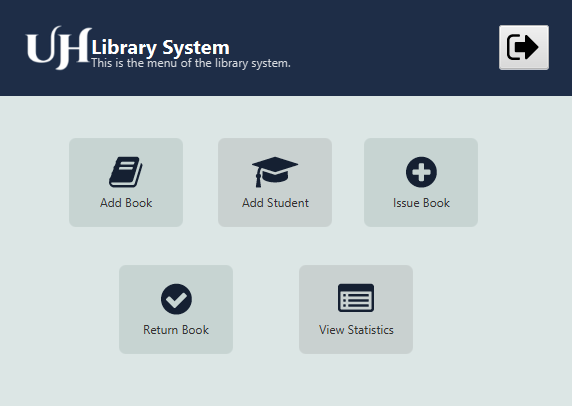 UH
Library System
This is the menu of the library system.
Add Book
Add Student
Issue Book
Return Book
View Statistics